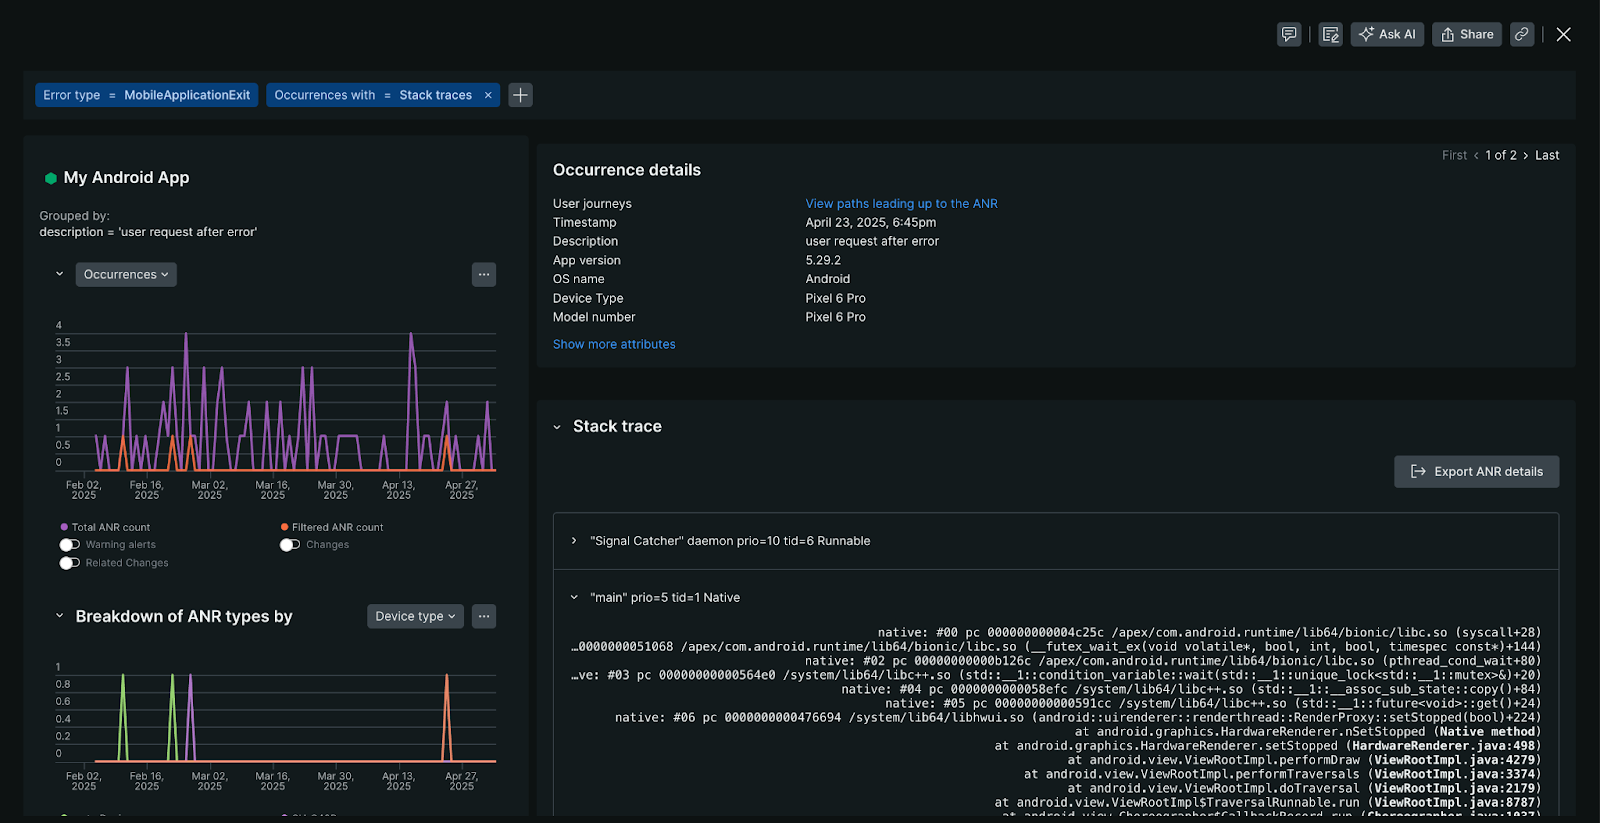 Ask AI
Share
Error type = MobileApplicationExit
Occurrences with = Stack traces ×
My Android App
Grouped by:
description = 'user request after error'
Occurrences
4
3.5
3
2.5
2
1.5
1
0.5
0
Feb 02, 2025
Feb 16, 2025
Mar 02, 2025
Mar 16, 2025
Mar 30, 2025
Apr 13, 2025
Apr 27, 2025
Total ANR count
Filtered ANR count
Warning alerts
Changes
Related Changes
Breakdown of ANR types by
Device type
1
0.8
0.6
0.4
0.2
0
Feb 02, 2025
Feb 16, 2025
Mar 02, 2025
Mar 16, 2025
Mar 30, 2025
Apr 13, 2025
Apr 27, 2025
First < 1 of 2 > Last
Occurrence details
User journeys View paths leading up to the ANR
Timestamp April 23, 2025, 6:45pm
Description user request after error
App version 5.29.2
OS name Android
Device Type Pixel 6 Pro
Model number Pixel 6 Pro
Show more attributes
Stack trace
Export ANR details
"Signal Catcher" daemon prio=10 tid=6 Runnable
"main" prio=5 tid=1 Native
native: #00 pc 000000000004c25c /apex/com.android.runtime/lib64/bionic/libc.so (syscall+28)
…0000000051068 /apex/com.android.runtime/lib64/bionic/libc.so (__futex_wait_ex(void volatile*, bool, int, bool, timespec const*)+144)
native: #02 pc 00000000000b126c /apex/com.android.runtime/lib64/bionic/libc.so (pthread_cond_wait+80)
…ve: #03 pc 00000000000564e0 /system/lib64/libc++.so (std::__1::condition_variable::wait(std::__1::unique_lock<std::__1::mutex>&)+20)
native: #04 pc 0000000000058efc /system/lib64/libc++.so (std::__1::__assoc_sub_state::copy()+84)
native: #05 pc 00000000000591cc /system/lib64/libc++.so (std::__1::future<void>::get()+24)
native: #06 pc 0000000000476694 /system/lib64/libhwui.so (android::uirenderer::renderthread::RenderProxy::setStopped(bool)+224)
at android.graphics.HardwareRenderer.nSetStopped (Native method)
at android.graphics.HardwareRenderer.setStopped (HardwareRenderer.java:498)
at android.view.ViewRootImpl.performDraw (ViewRootImpl.java:4279)
at android.view.ViewRootImpl.performTraversals (ViewRootImpl.java:3374)
at android.view.ViewRootImpl.doTraversal (ViewRootImpl.java:2179)
at android.view.ViewRootImpl$TraversalRunnable.run (ViewRootImpl.java:8787)
at android.view.Choreographer$CallbackRecord.run (Choreographer.java:1037)